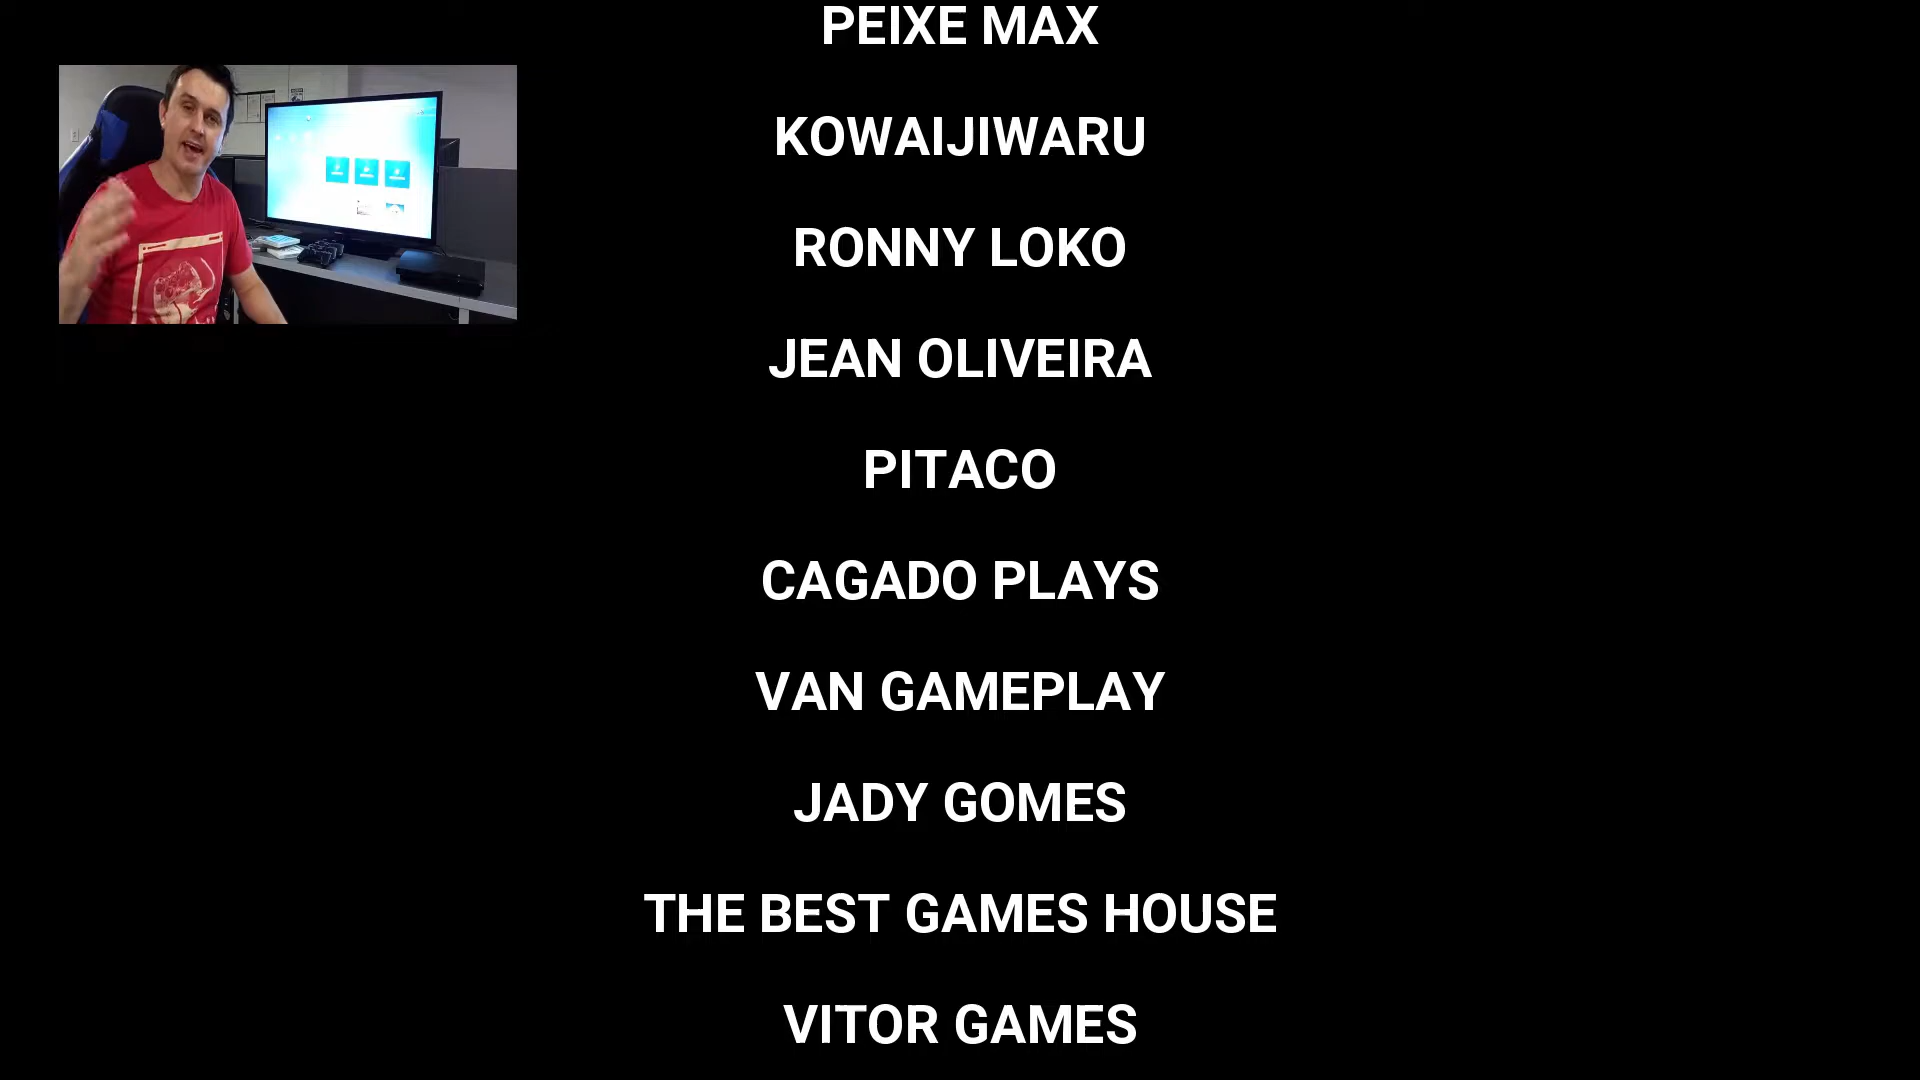 PEIXE MAX
KOWAIJIWARU
RONNY LOKO
JEAN OLIVEIRA
PITACO
CAGADO PLAYS
VAN GAMEPLAY
JADY GOMES
THE BEST GAMES HOUSE
VITOR GAMES